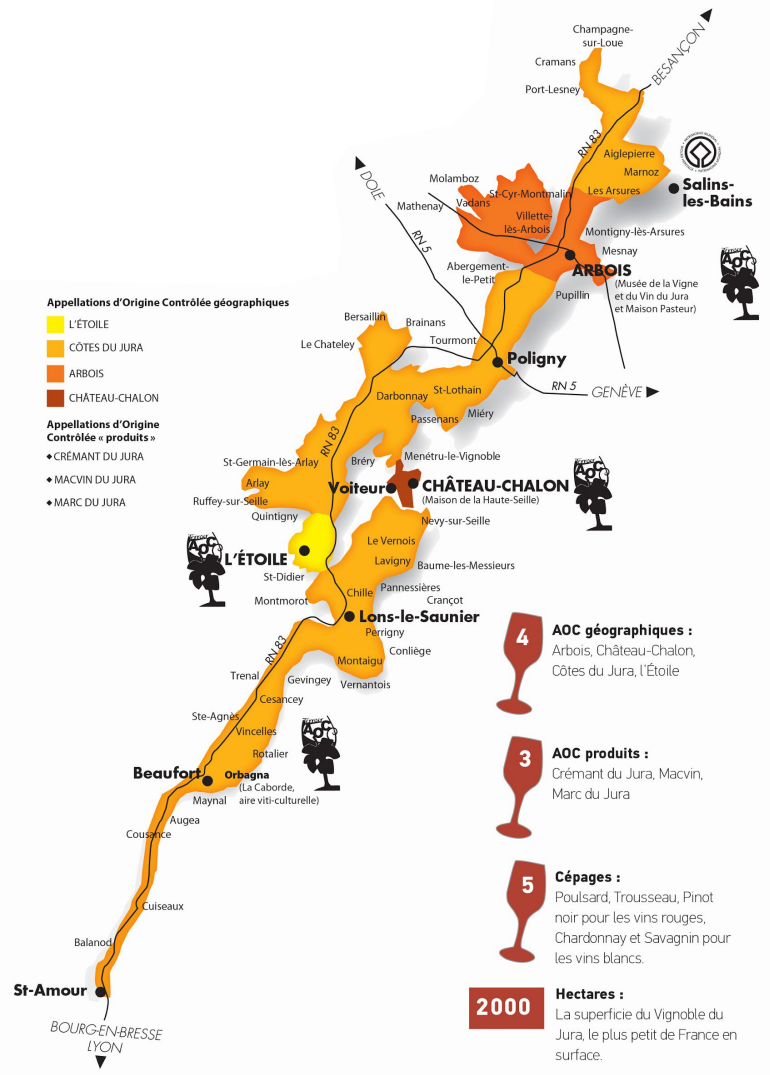 Champagne-
sur-Loue
Cramans
Port-Lesney
BESANÇON
RN 83
Aiglepierre
Marnoz
Les Arsures
Salins-
les-Bains
DOLE
RN 5
Molamboz
St-Cyr-Montmalin
Vadans
Mathenay
Villette-
lès-Arbois
Montigny-lès-Arsures
Mesnay
Abergement-
le-Petit
ARBOIS
(Musée de la Vigne
et du Vin du Jura
et Maison Pasteur)
Terroir
AOC
Pupillin
Appellations d'Origine Contrôlée géographiques
L'ÉTOILE
CÔTES DU JURA
ARBOIS
CHÂTEAU-CHALON
Appellations d'Origine
Contrôlée « produits »
CRÉMANT DU JURA
MACVIN DU JURA
MARC DU JURA
Bersaillin
Brainans
Le Chateley
Tourmont
Poligny
RN 5
GENÈVE
St-Lothain
Darbonnay
Miéry
Passenans
RN 83
Menétru-le-Vignoble
St-Germain-lès-Arlay
Bréry
Arlay
Voiteur
CHÂTEAU-CHALON
(Maison de la Haute-Seille)
Terroir
AOC
Ruffey-sur-Seille
Quintigny
Nevy-sur-Seille
Terroir
AOC
L'ÉTOILE
Le Vernois
Lavigny
Baume-les-Messieurs
St-Didier
Pannessières
Chille
Crançot
Montmorot
Lons-le-Saunier
Perrigny
RN 83
Conliège
Montaigu
Trenal
Gevingey
Vernantois
Cesancey
Ste-Agnès
Vincelles
Terroir
AOC
Rotalier
Beaufort
Orbagna
(La Caborde,
aire viti-culturelle)
Maynal
Augea
Cousance
Cuiseaux
Balanod
St-Amour
BOURG-EN-BRESSE
LYON
4
AOC géographiques :
Arbois, Château-Chalon,
Côtes du Jura, l'Étoile
3
AOC produits :
Crémant du Jura, Macvin,
Marc du Jura
5
Cépages :
Poulsard, Trousseau, Pinot
noir pour les vins rouges,
Chardonnay et Savagnin pour
les vins blancs.
2000
Hectares :
La superficie du Vignoble du
Jura, le plus petit de France en
surface.